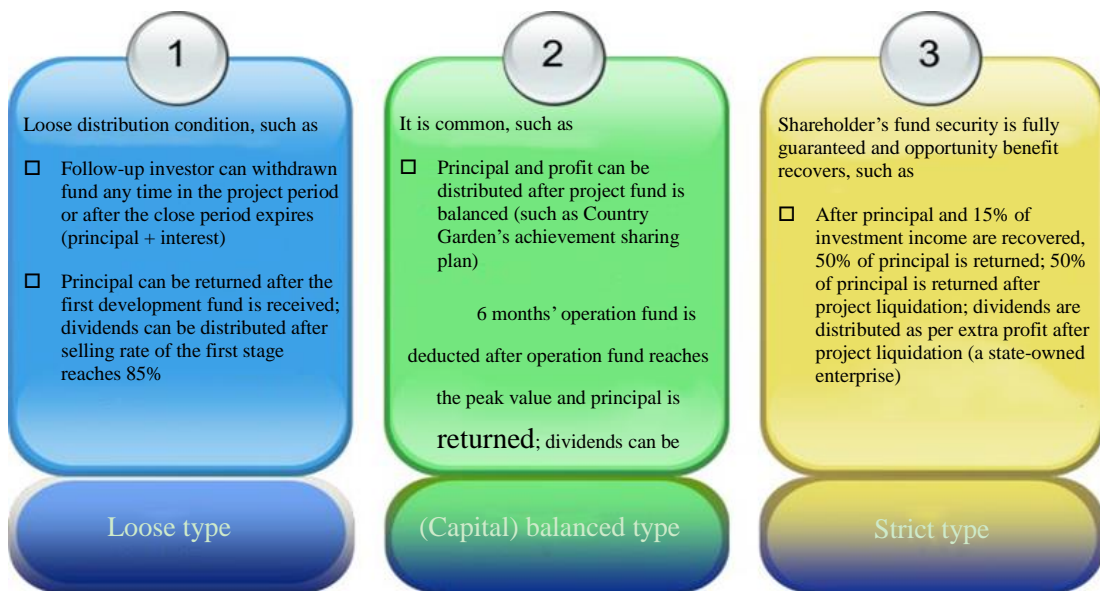 1
Loose distribution condition, such as
Follow-up investor can withdrawn
fund any time in the project period
or after the close period expires
(principal + interest)
Principal can be returned after the
first development fund is received;
dividends can be distributed after
selling rate of the first stage
reaches 85%
Loose type
2
It is common, such as
Principal and profit can be
distributed after project fund is
balanced (such as Country
Garden's achievement sharing
plan)
6 months' operation fund is
deducted after operation fund reaches
the peak value and principal is
returned; dividends can be
(Capital) balanced type
3
Shareholder's fund security is fully
guaranteed and opportunity benefit
recovers, such as
After principal and 15% of
investment income are recovered,
50% of principal is returned; 50%
of principal is returned after
project liquidation; dividends are
distributed as per extra profit after
project liquidation (a state-owned
enterprise)
Strict type